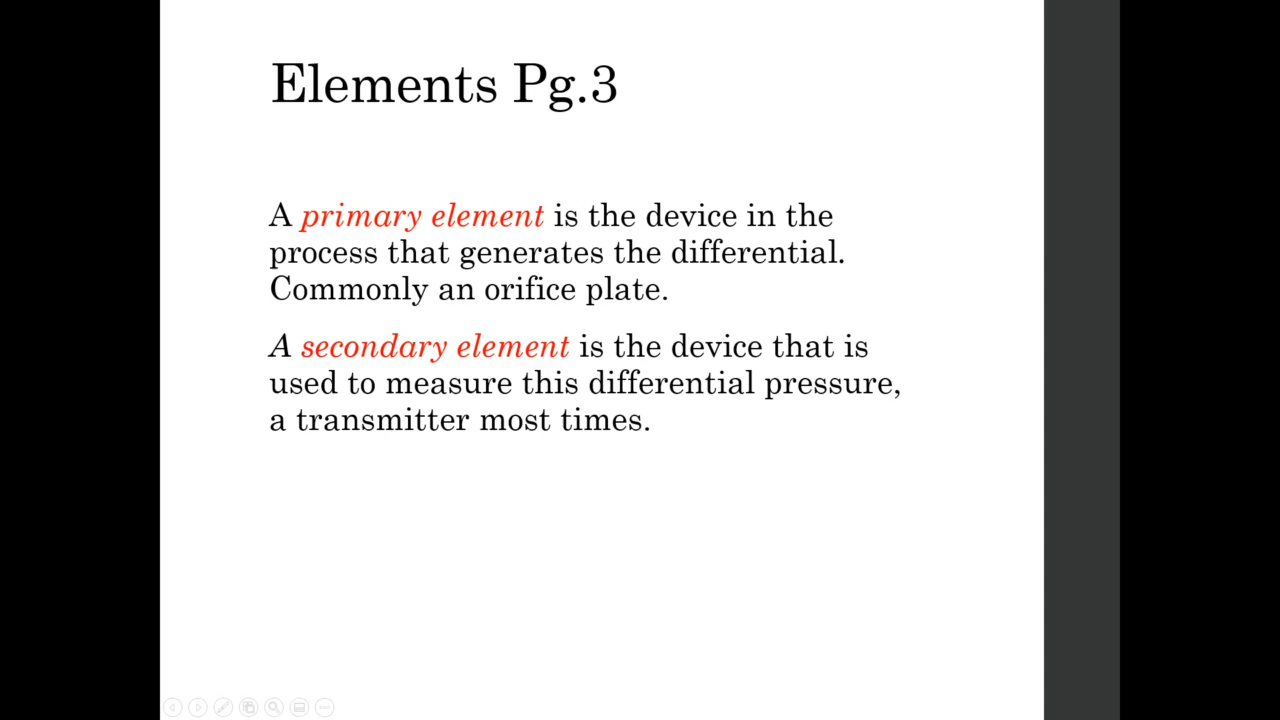 Elements Pg.3
A primary element is the device in the
process that generates the differential.
Commonly an orifice plate.
A secondary element is the device that is
used to measure this differential pressure,
a transmitter most times.